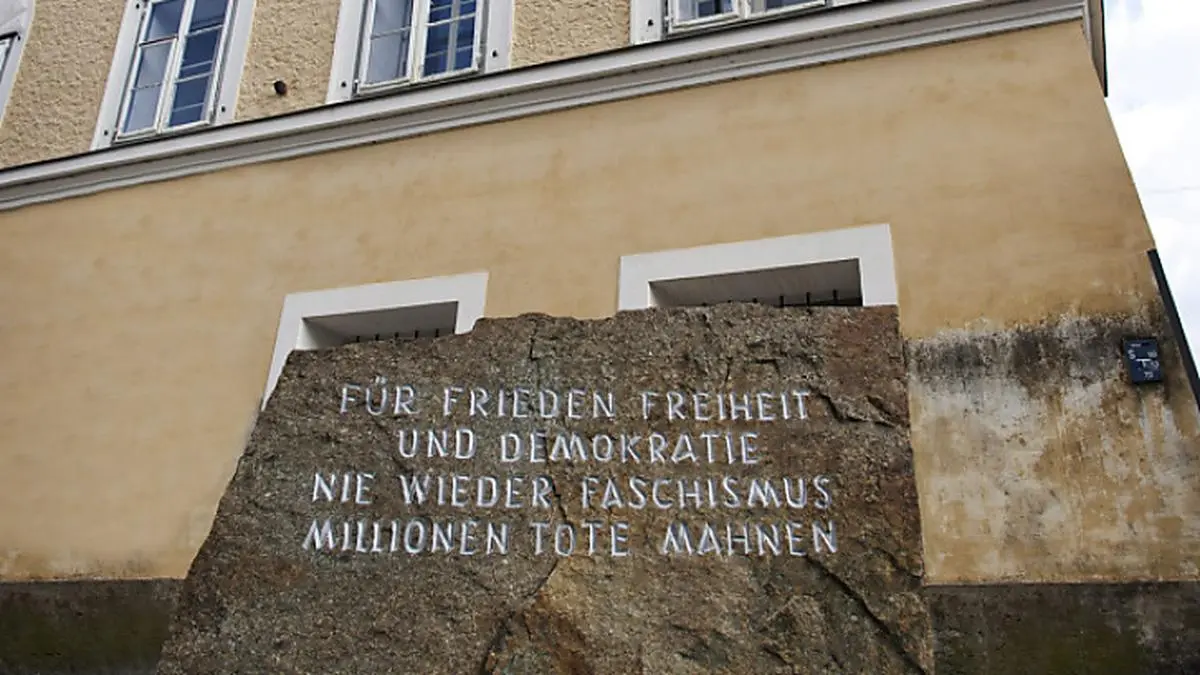 FÜR FRIEDEN FREIHEIT
UND DEMOKRATIE
NIE WIEDER FASCHISMUS
MILLIONEN TOTE MAHNEN